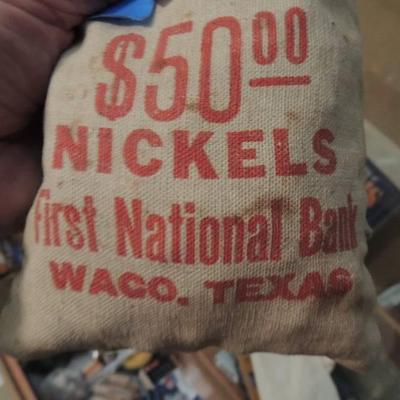 $50.00
NICKELS
First National Bank
WACO, TEXAS